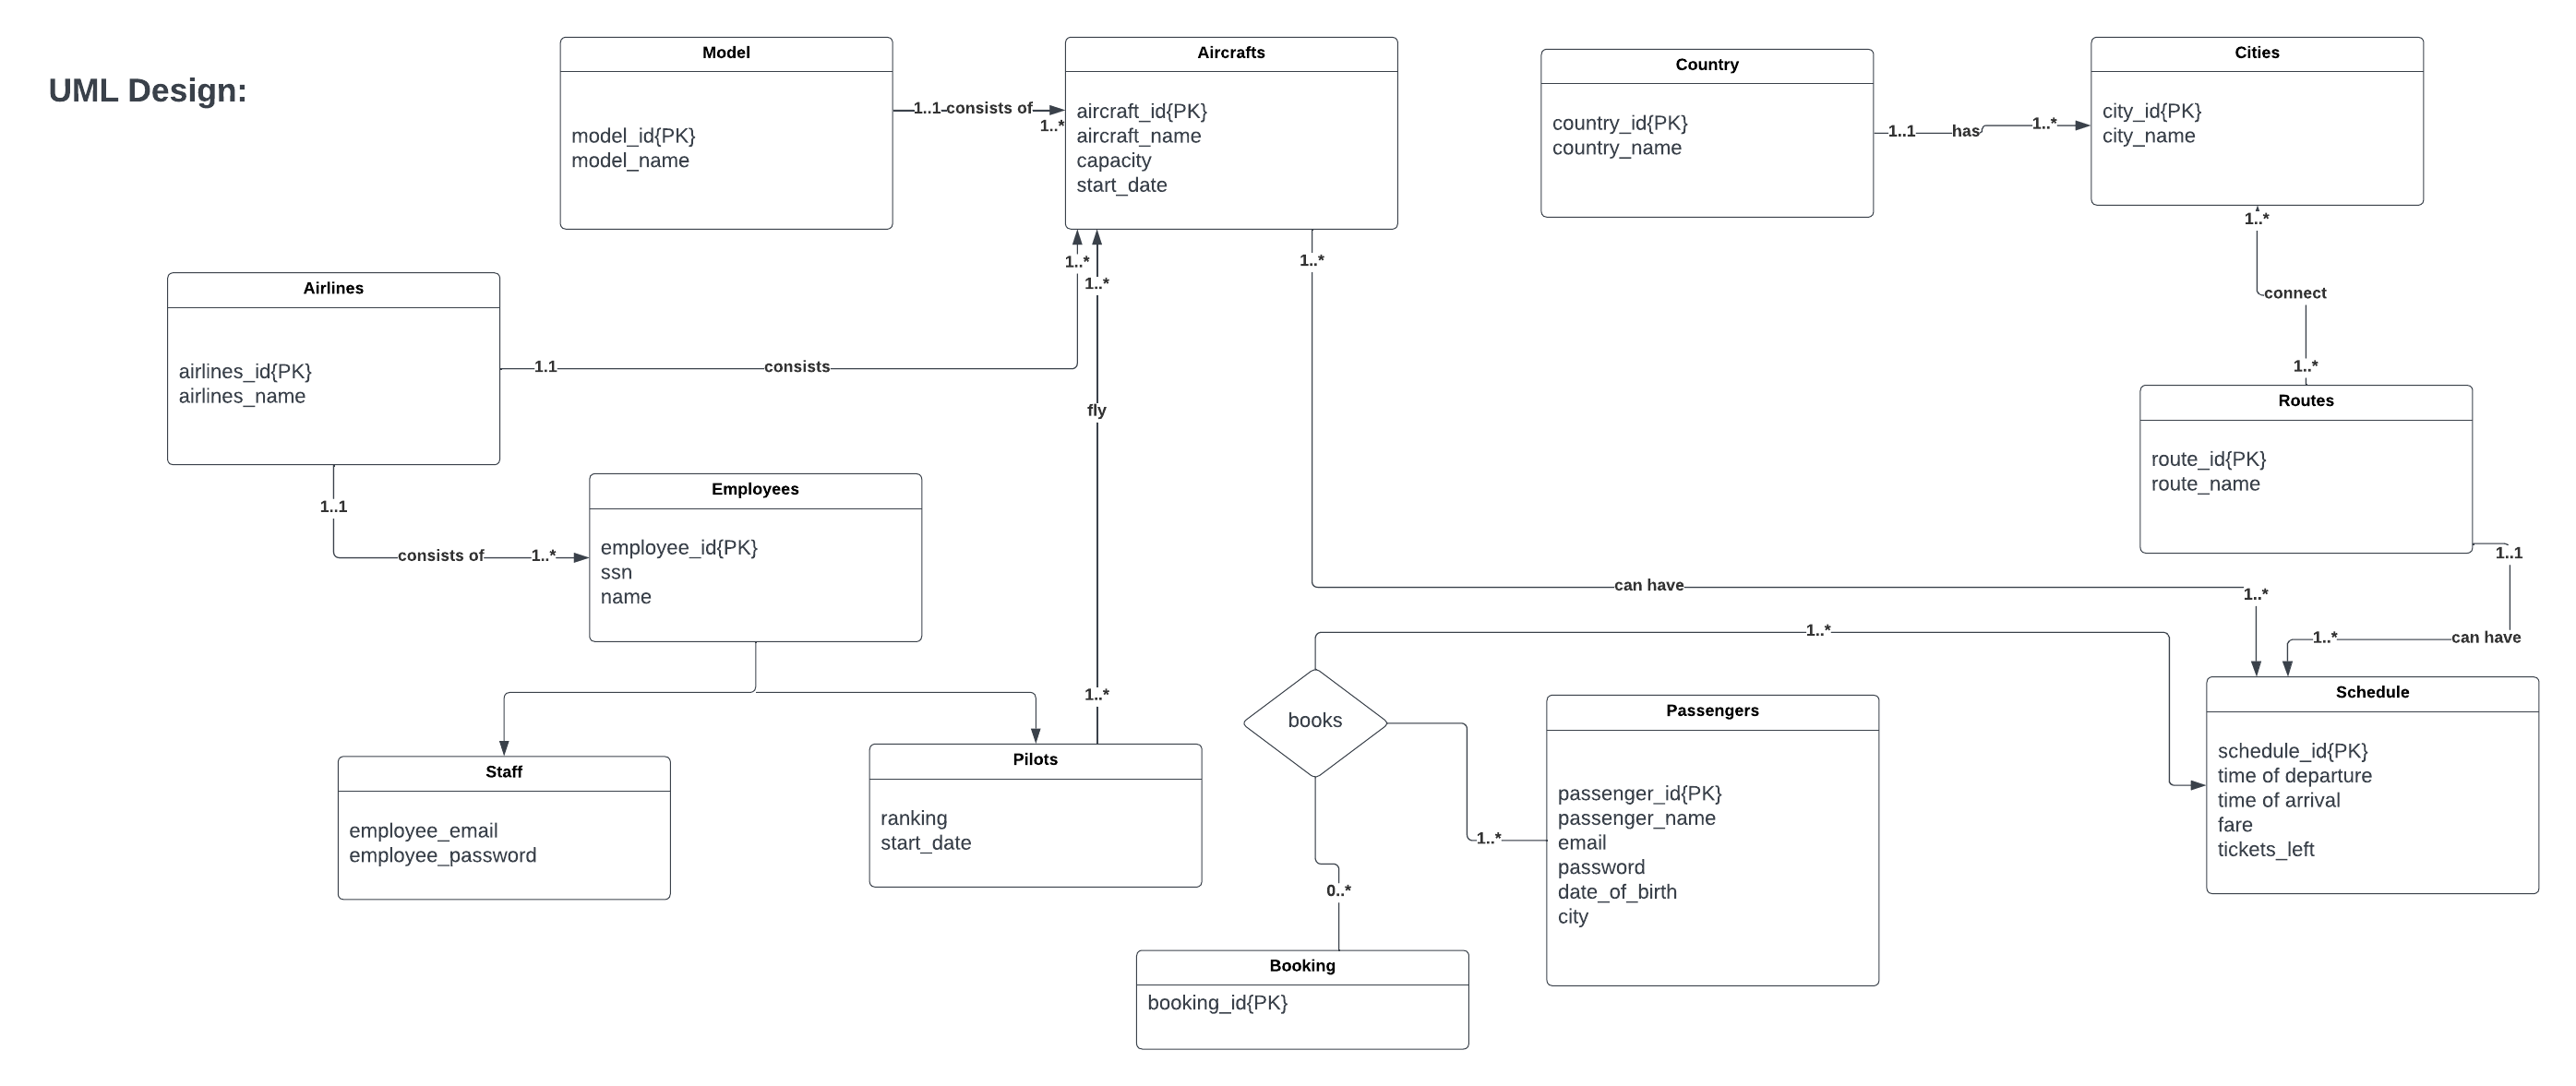 UML Design:
Model
model_id{PK}
model_name
1..1
consists of
1..*
Aircrafts
aircraft_id{PK}
aircraft_name
capacity
start_date
Country
country_id{PK}
country_name
1..1
has
1..*
Cities
city_id{PK}
city_name
1..*
connect
1..*
Airlines
airlines_id{PK}
airlines_name
1.1
consists
1..*
1..*
fly
1..*
1..*
can have
1..*
Routes
route_id{PK}
route_name
1..1
can have
1..*
1..1
consists of
1..*
Employees
employee_id{PK}
ssn
name
Staff
employee_email
employee_password
Pilots
ranking
start_date
books
1..*
1..*
0..*
Passengers
passenger_id{PK}
passenger_name
email
password
date_of_birth
city
Schedule
schedule_id{PK}
time of departure
time of arrival
fare
tickets_left
Booking
booking_id{PK}